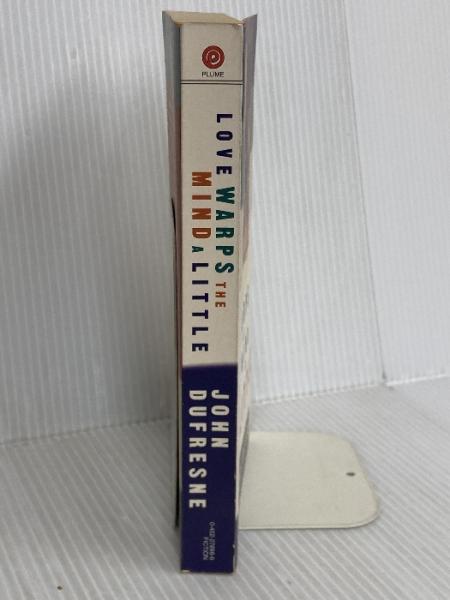 PLUME
LOVE WARPS THE
MIND A LITTLE
JOHN
DUFRESNE
FICTION